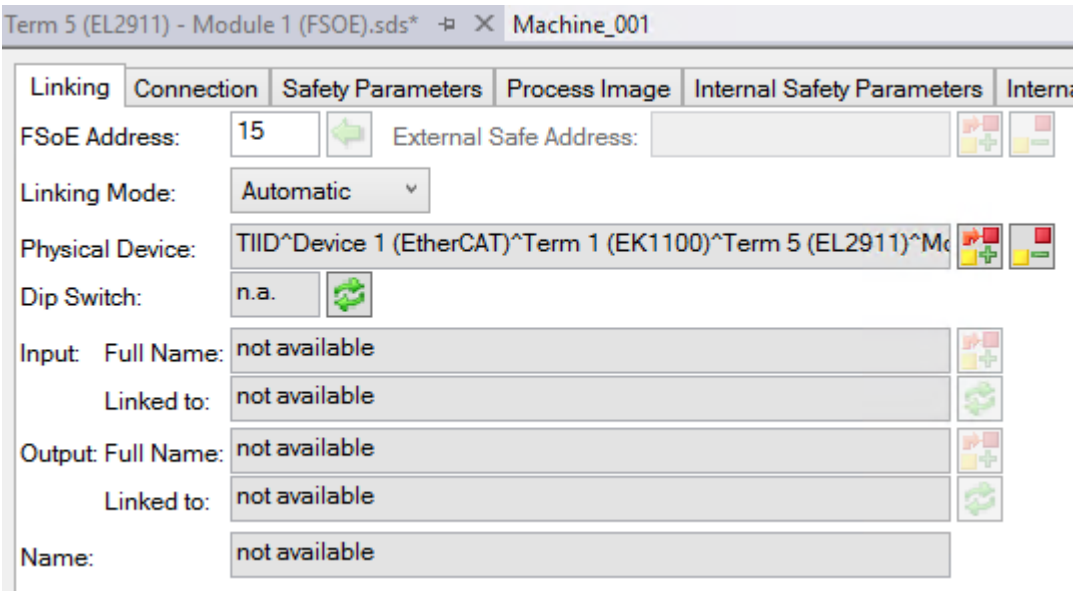 Term 5 (EL2911) - Module 1 (FSOE).sds* Machine_001
Linking Connection Safety Parameters Process Image Internal Safety Parameters
FSoE Address: 15 External Safe Address:
Linking Mode: Automatic
Physical Device: TIID^Device 1 (EtherCAT)^Term 1 (EK1100)^Term 5 (EL2911)^
Dip Switch: n.a.
Input: Full Name: not available
Linked to: not available
Output: Full Name: not available
Linked to: not available
Name: not available